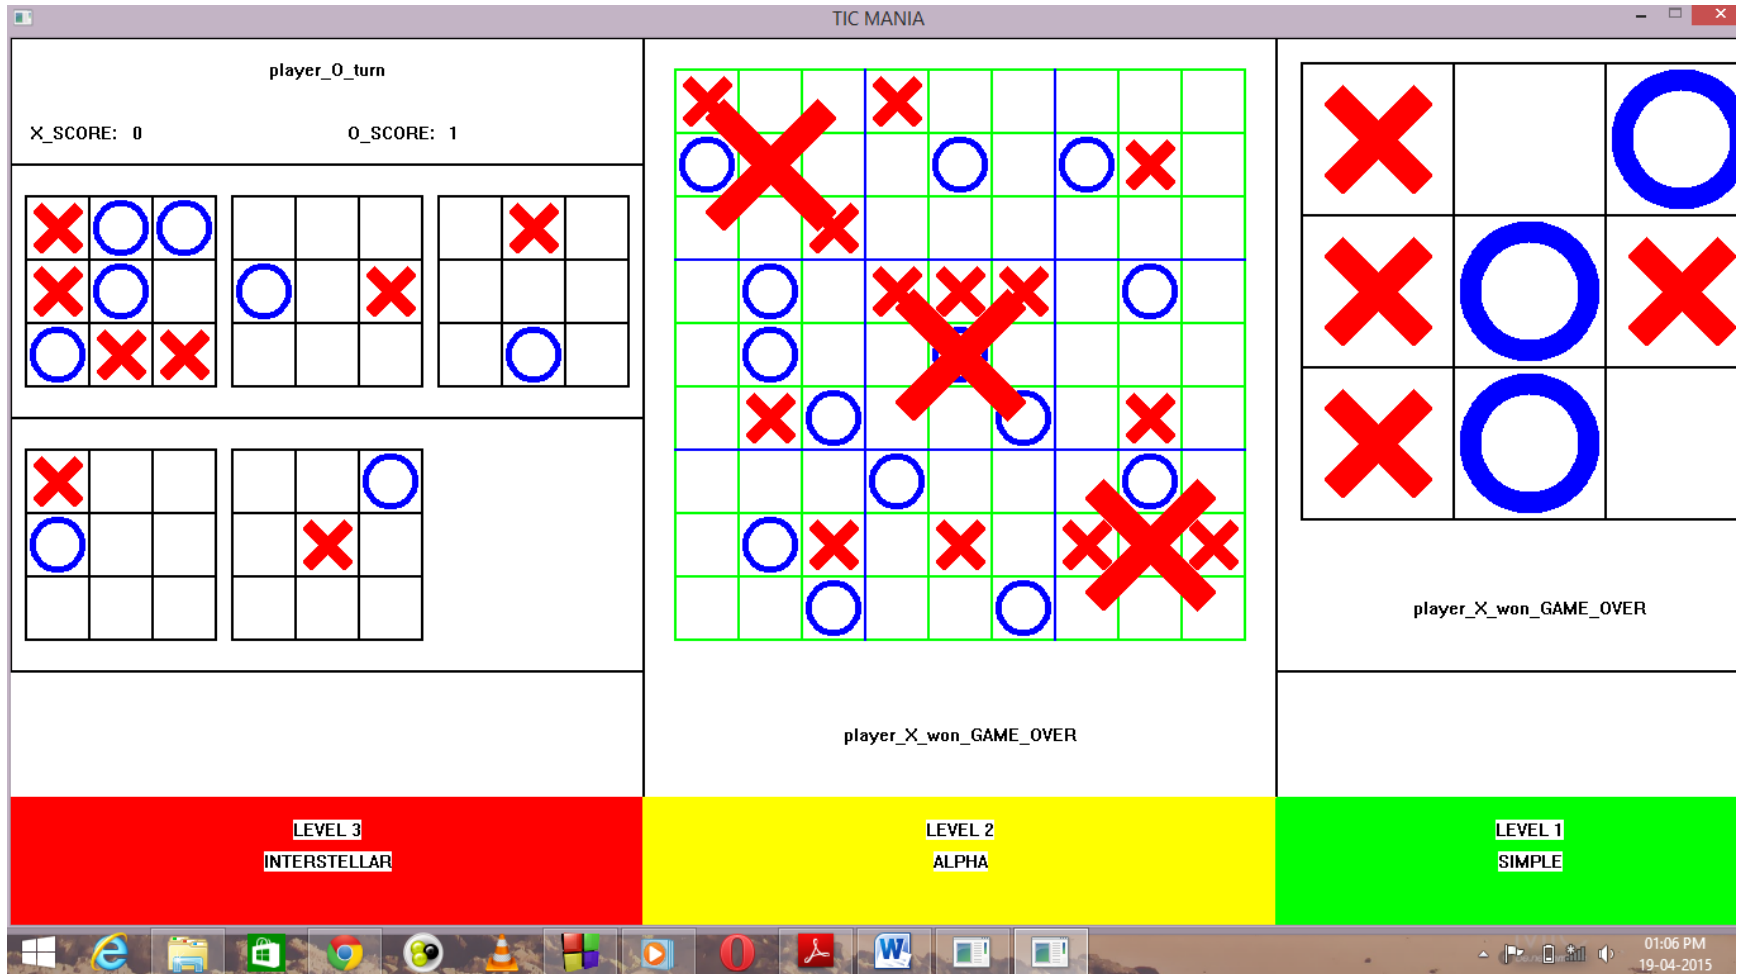 TIC MANIA
player_O_turn
X_SCORE: 0
O_SCORE: 1
player_X_won_GAME_OVER
player_X_won_GAME_OVER
LEVEL 3
INTERSTELLAR
LEVEL 2
ALPHA
LEVEL 1
SIMPLE
01:06 PM
19-04-2015